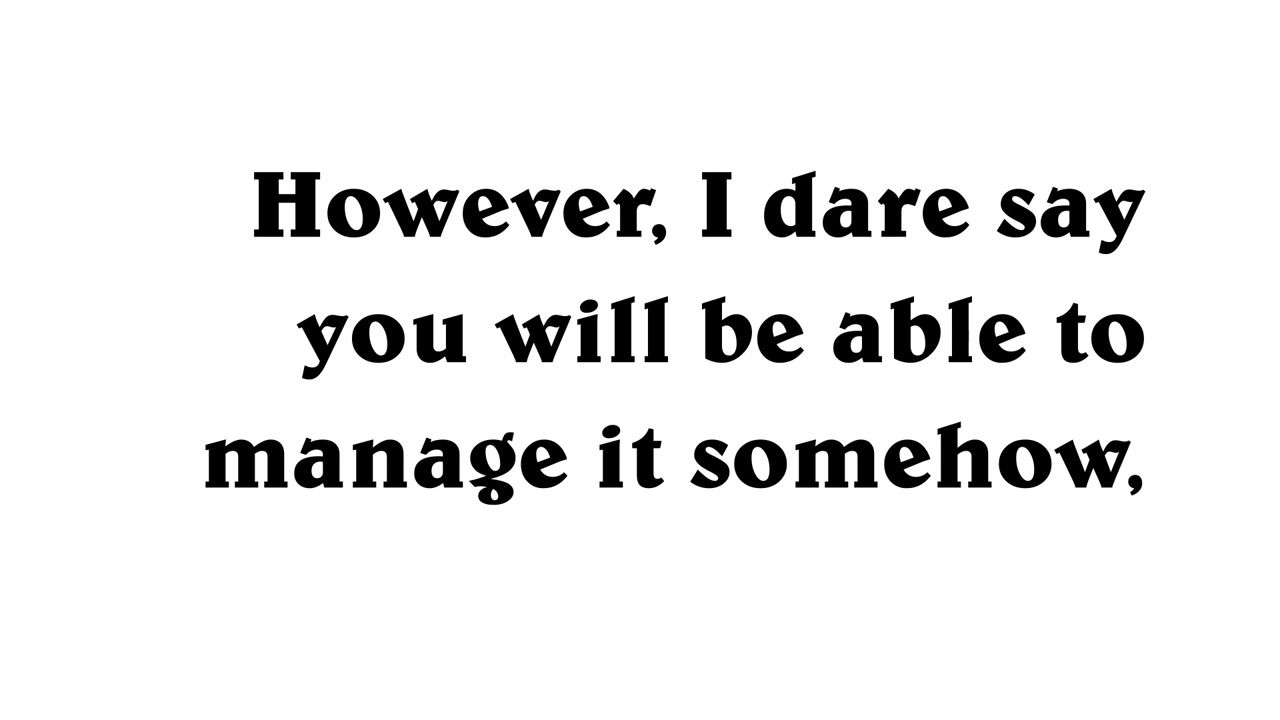 However, I dare say
you will be able to
manage it somehow,